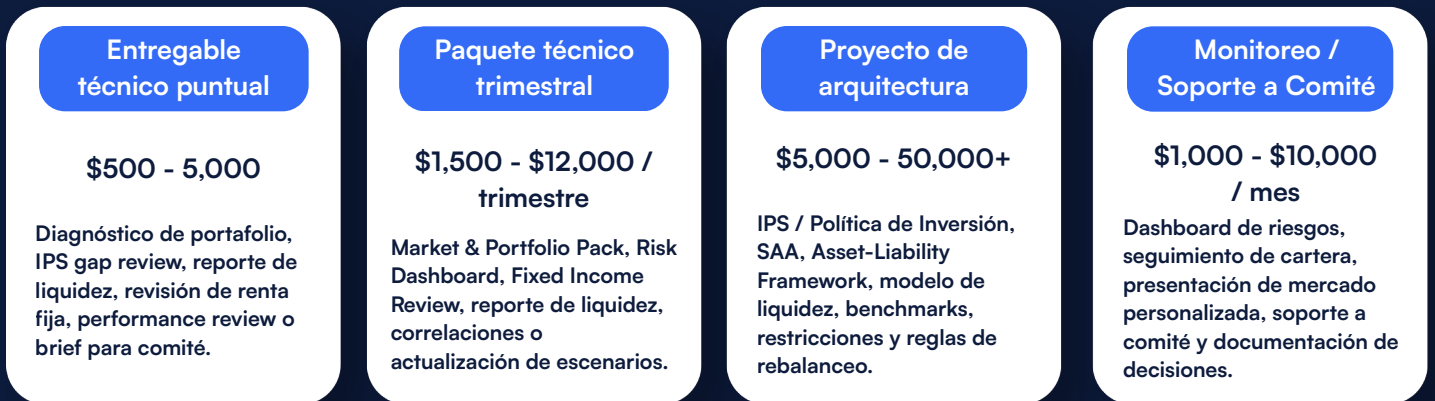 Entregable
técnico puntual
$500 - 5,000
Diagnóstico de portafolio,
IPS gap review, reporte de
liquidez, revisión de renta
fija, performance review o
brief para comité.
Paquete técnico
trimestral
$1,500 - $12,000 /
trimestre
Market & Portfolio Pack, Risk
Dashboard, Fixed Income
Review, reporte de liquidez,
correlaciones o
actualización de escenarios.
Proyecto de
arquitectura
$5,000 - 50,000+
IPS / Política de Inversión,
SAA, Asset-Liability
Framework, modelo de
liquidez, benchmarks,
restricciones y reglas de
rebalanceo.
Monitoreo /
Soporte a Comité
$1,000 - $10,000
/ mes
Dashboard de riesgos,
seguimiento de cartera,
presentación de mercado
personalizada, soporte a
comité y documentación de
decisiones.